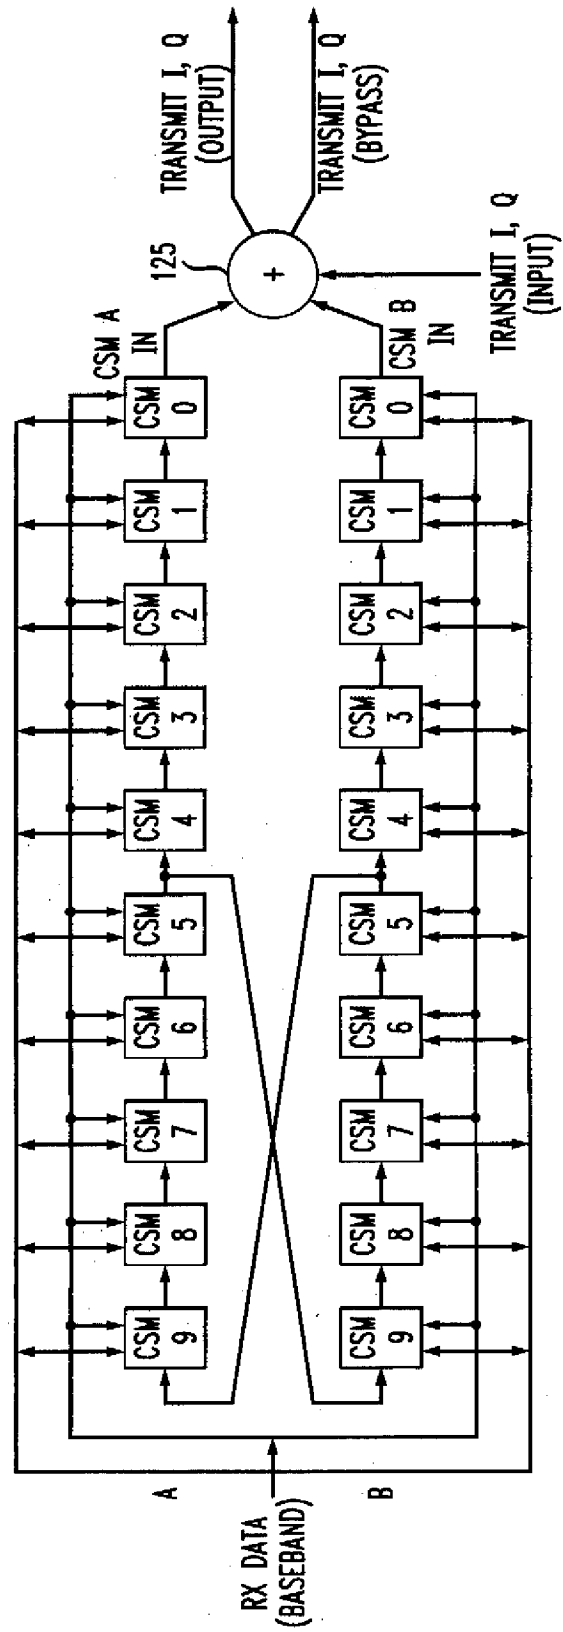 RX DATA
(BASEBAND)
A
B
CSM
9
CSM
8
CSM
7
CSM
6
CSM
5
CSM
4
CSM
3
CSM
2
CSM
1
CSM
0
CSM A
IN
CSM
9
CSM
8
CSM
7
CSM
6
CSM
5
CSM
4
CSM
3
CSM
2
CSM
1
CSM
0
CSM B
IN
125
+
TRANSMIT I, Q
(INPUT)
TRANSMIT I, Q
(OUTPUT)
TRANSMIT I, Q
(BYPASS)